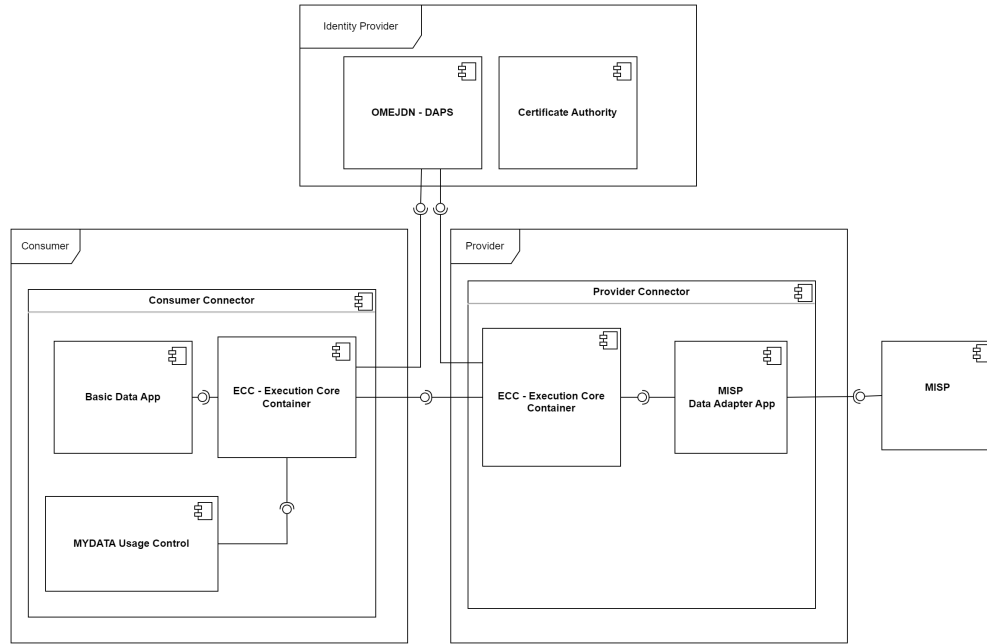 Identity Provider
OMEJDN - DAPS
Certificate Authority
Consumer
Consumer Connector
Basic Data App
ECC - Execution Core
Container
MYDATA Usage Control
Provider
Provider Connector
ECC - Execution Core
Container
MISP
Data Adapter App
MISP